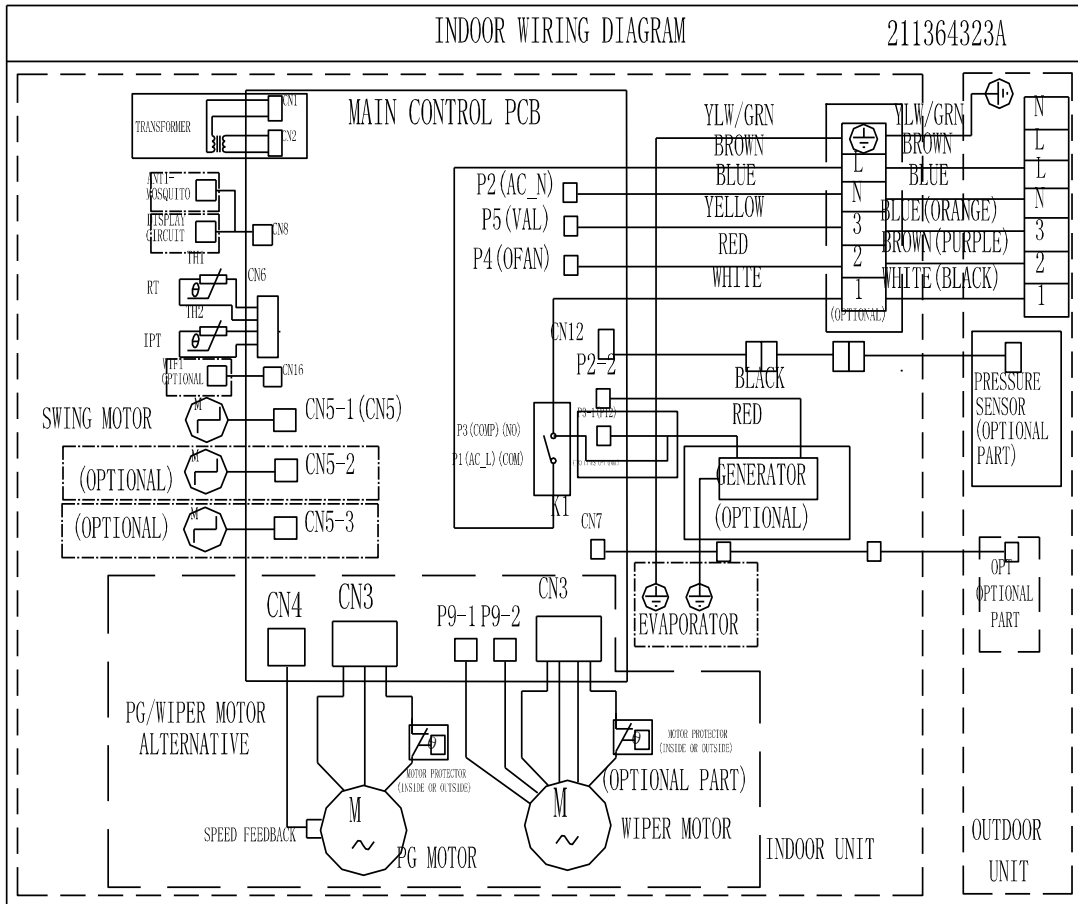 INDOOR WIRING DIAGRAM
211364323A
TRANSFORMER
CN1
CN2
MAIN CONTROL PCB
ANTI-
MOSQUITO
DISPLAY
CIRCUIT
CN8
TH1
RT
CN6
TH2
IPT
WIFI
OPTIONAL
CN16
M
SWING MOTOR
CN5-1(CN5)
M
(OPTIONAL)
CN5-2
M
(OPTIONAL)
CN5-3
P2(AC_N)
P5(VAL)
P4(OFAN)
YLW/GRN
BROWN
BLUE
YELLOW
RED
WHITE
L
N
3
2
1
(OPTIONAL)
YLW/GRN
BROWN
BLUE
BLUE(ORANGE)
BROWN(PURPLE)
WHITE(BLACK)
N
L
L
N
3
2
1
CN12
P2-2
BLACK
RED
P3-1(P12)
P3(COMP)(NO)
P1(AC_L)(COM)
K1
GENERATOR
(OPTIONAL)
CN7
EVAPORATOR
PRESSURE
SENSOR
(OPTIONAL
PART)
OPT
OPTIONAL
PART
CN4
CN3
P9-1
P9-2
CN3
PG/WIPER MOTOR
ALTERNATIVE
MOTOR PROTECTOR
(INSIDE OR OUTSIDE)
MOTOR PROTECTOR
(INSIDE OR OUTSIDE)
(OPTIONAL PART)
SPEED FEEDBACK
M
PG MOTOR
M
WIPER MOTOR
INDOOR UNIT
OUTDOOR
UNIT